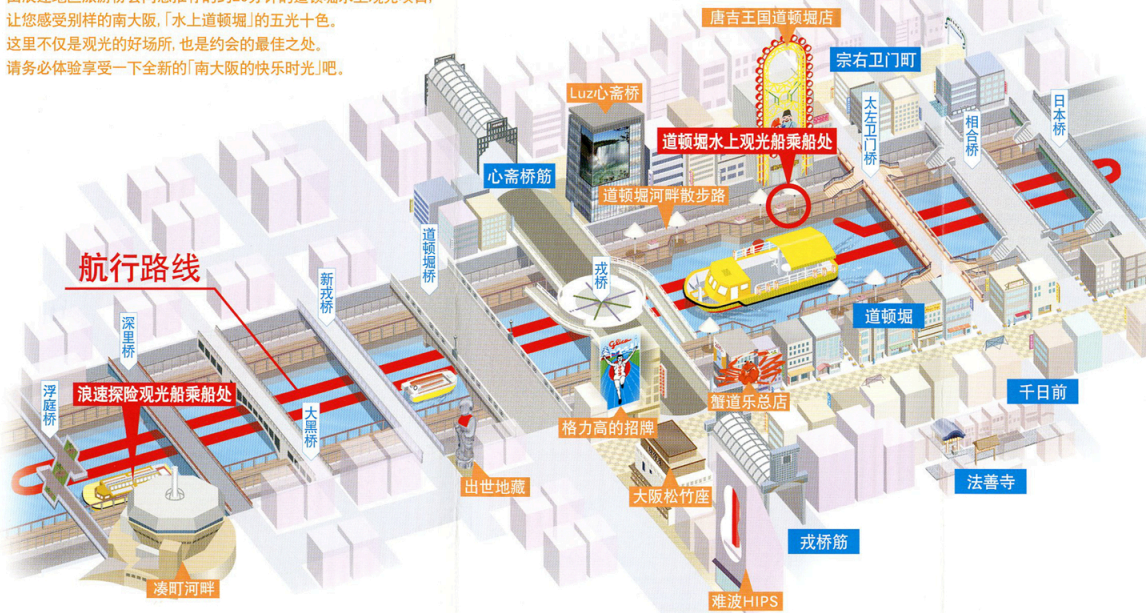 让您感受别样的南大阪,「水上道顿堀」的五光十色。
这里不仅是观光的好场所, 也是约会的最佳之处。
请务必体验享受一下全新的「南大阪的快乐时光」吧。
唐吉王国道顿堀店
宗右卫门町
Luz心斋桥
道顿堀水上观光船乘船处
太左卫门桥
相合桥
日本桥
心斋桥筋
道顿堀河畔散步路
道顿堀桥
戎桥
航行路线
新戎桥
深里桥
道顿堀
浮庭桥
浪速探险观光船乘船处
大黑桥
Glico
蟹道乐总店
千日前
格力高的招牌
出世地藏
大阪松竹座
法善寺
戎桥筋
凑町河畔
难波HIPS